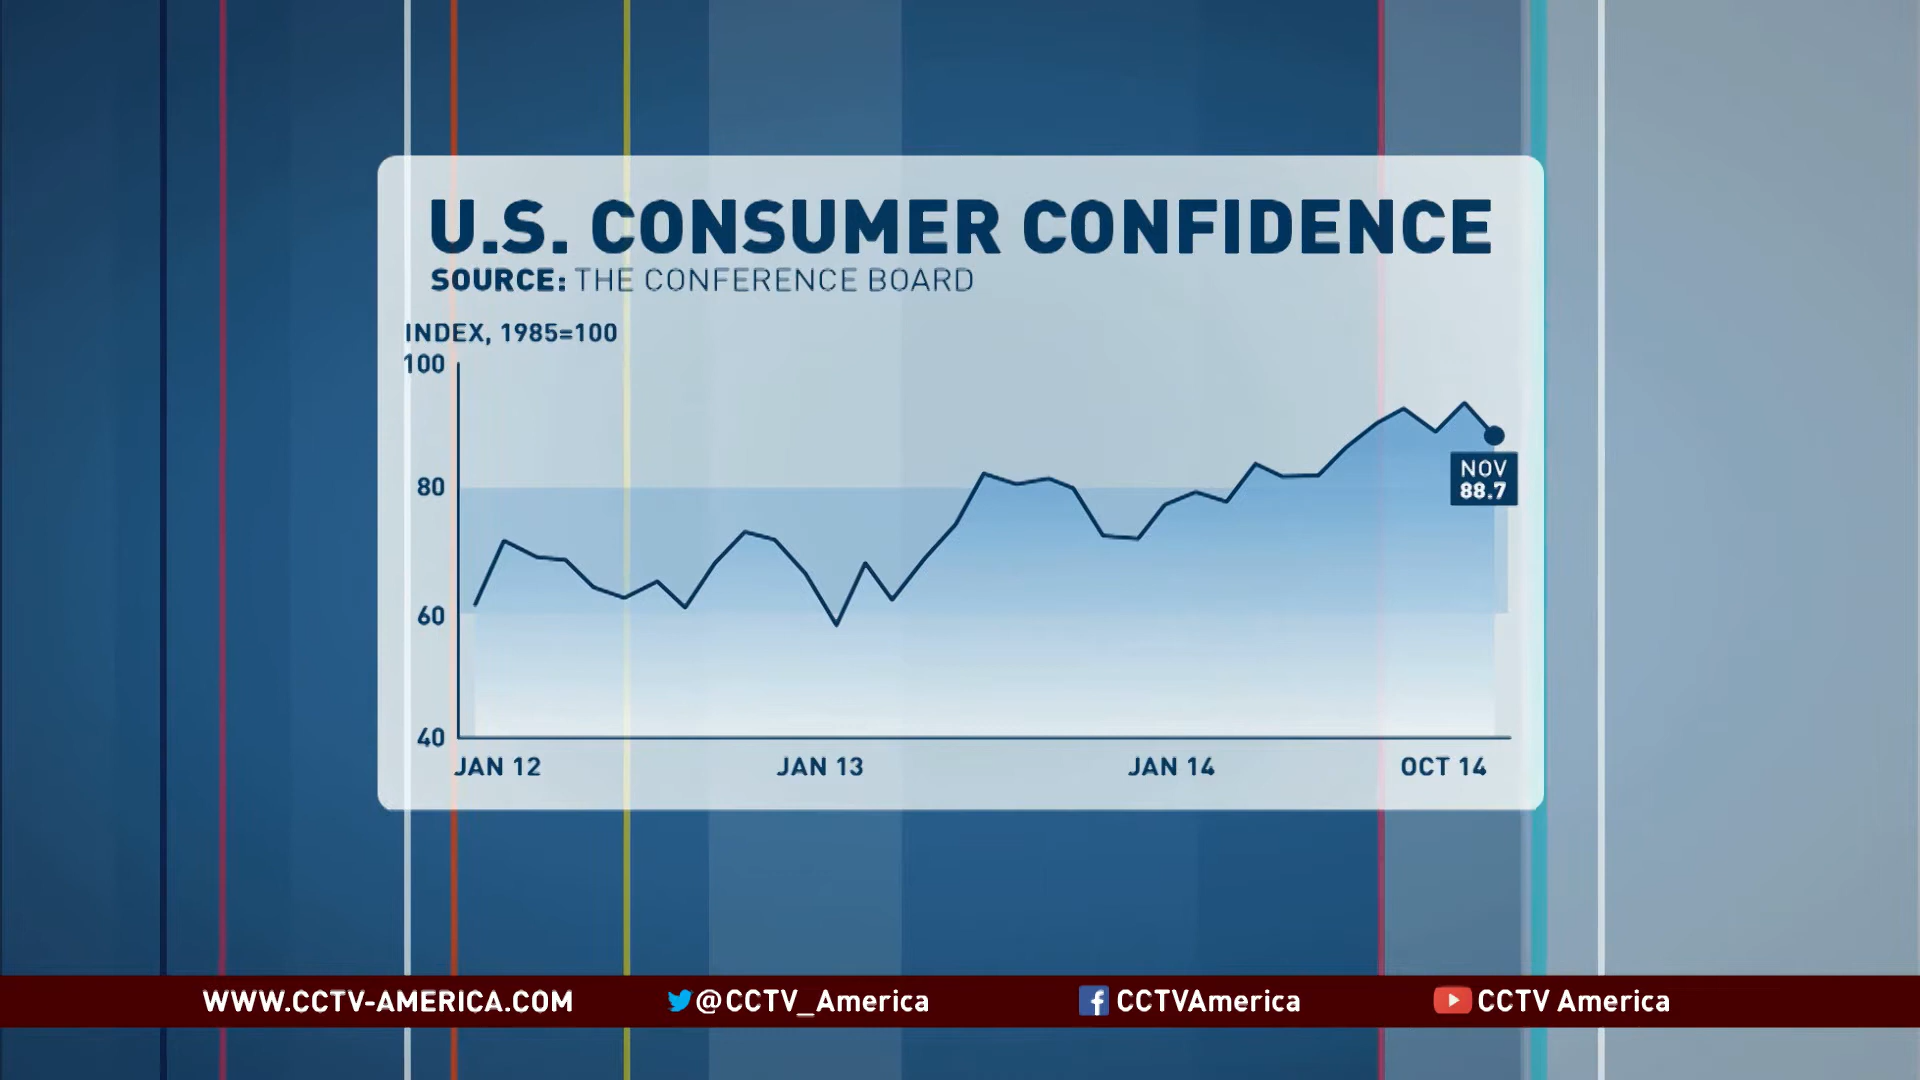 U.S. CONSUMER CONFIDENCE
SOURCE: THE CONFERENCE BOARD
INDEX, 1985=100
100
80
60
40
NOV
88.7
JAN 12 JAN 13 JAN 14 OCT 14
WWW.CCTV-AMERICA.COM @CCTV_America CCTVAmerica CCTV America